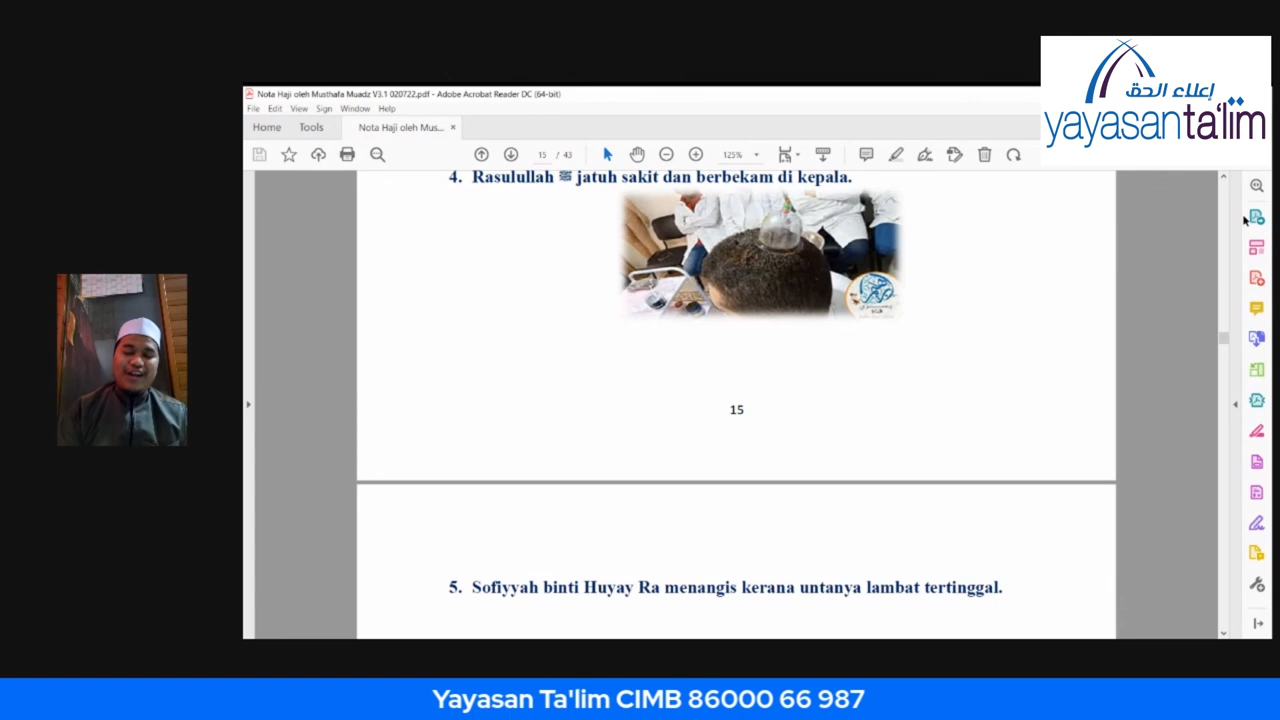 إعلاء الحق
yayasanta'lim
Nota Haji oleh Musthafa Muadz V3.1 020722.pdf - Adobe Acrobat Reader DC (64-bit)
File Edit View Sign Window Help
Home Tools Nota Haji oleh Mus... ×
15 / 43 125%
4. Rasulullah ﷺ jatuh sakit dan berbekam di kepala.
15
5. Sofiyyah binti Huyay Ra menangis kerana untanya lambat tertinggal.
Yayasan Ta'lim CIMB 86000 66 987